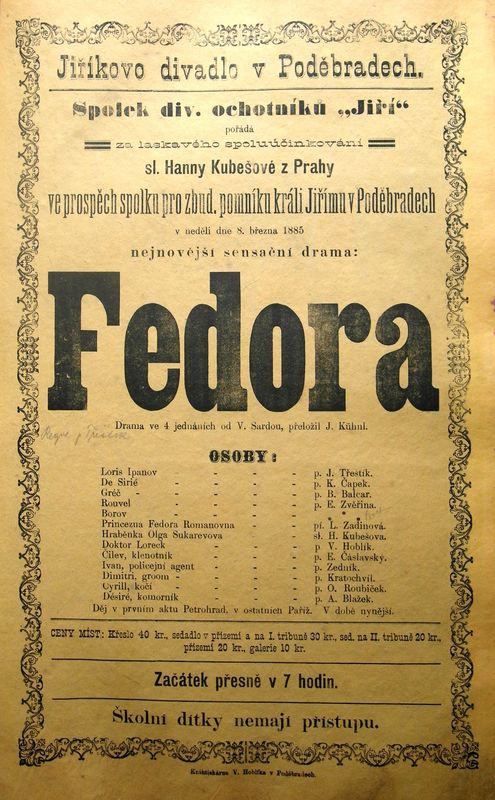 Jiříkovo divadlo v Poděbradech.
Spolek div. ochotníků „Jiří“
pořádá
za laskavého spoluúčinkování
sl. Hanny Kubešové z Prahy
ve prospěch spolku pro zbud. pomníku králi Jiřímu v Poděbradech
v neděli dne 8. března 1885
nejnovější sensační drama:
Fedora
Drama ve 4 jednáních od V. Sardou, přeložil J. Kühnl.
OSOBY:
Loris Ipanov - - - - p. J. Třeštík.
De Sirié - - - - p. K. Čapek.
Gréč - - - - - p. B. Balcar.
Rouvel - - - - - p. E. Zvěřina.
Borov - - - - - * *
Princezna Fedora Romanovna - - pí. L. Zadinová.
Hraběnka Olga Sukarevova - - sl. H. Kubešova.
Doktor Loreck - - - - p V. Hoblík.
Čilev, klenotník - - - - p. E. Čáslavský.
Ivan, policejní agent - - - p. Zedník.
Dimitri, groom - - - - p. Kratochvíl.
Cyrill, kočí - - - - p. O. Roubíček.
Désiré, komorník - - - p. A. Blažek.
Děj v prvním aktu Petrohrad, v ostatních Paříž. V době nynější.
CENY MÍST: Křeslo 40 kr., sedadlo v přízemí a na I. tribuně 30 kr., sed. na II. tribuně 20 kr.,
přízemí 20 kr., galerie 10 kr.
Začátek přesně v 7 hodin.
Školní dítky nemají přístupu.
Knihtiskárna V. Hoblíka v Poděbradech.